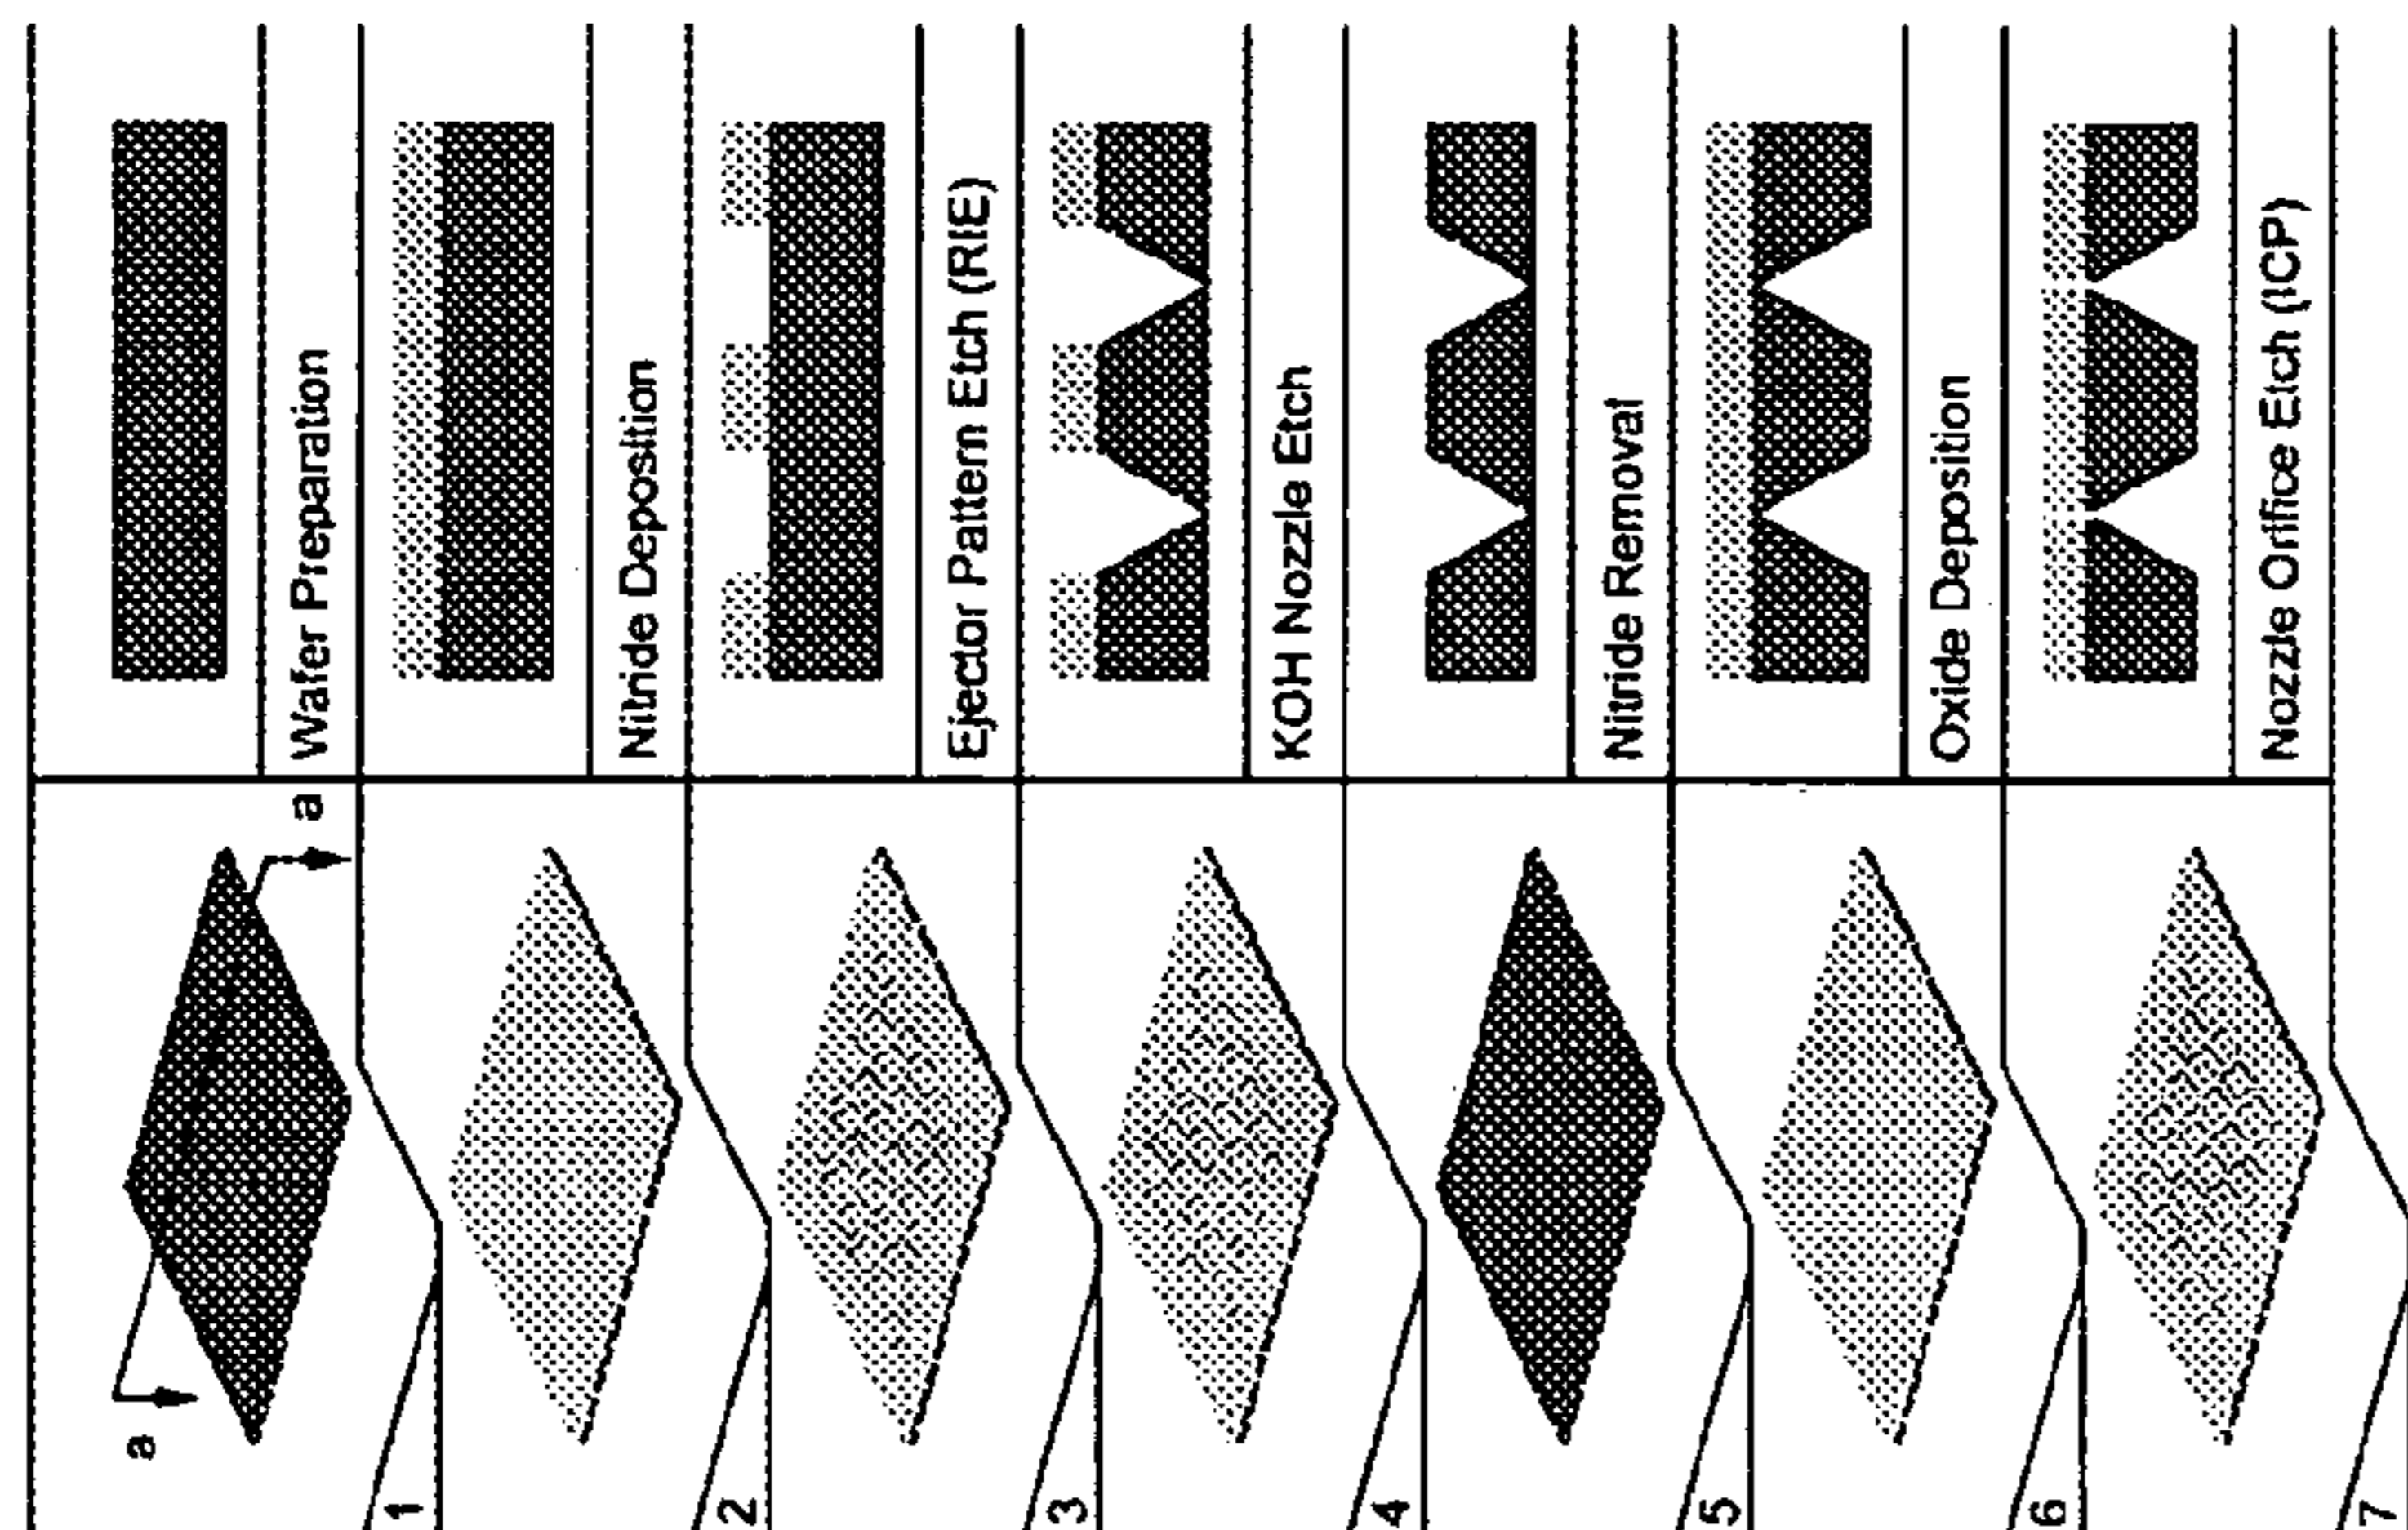 a
a
1
Wafer Preparation
2
Nitride Deposition
3
Ejector Pattern Etch (RIE)
4
KOH Nozzle Etch
5
Nitride Removal
6
Oxide Deposition
7
Nozzle Orifice Etch (ICP)